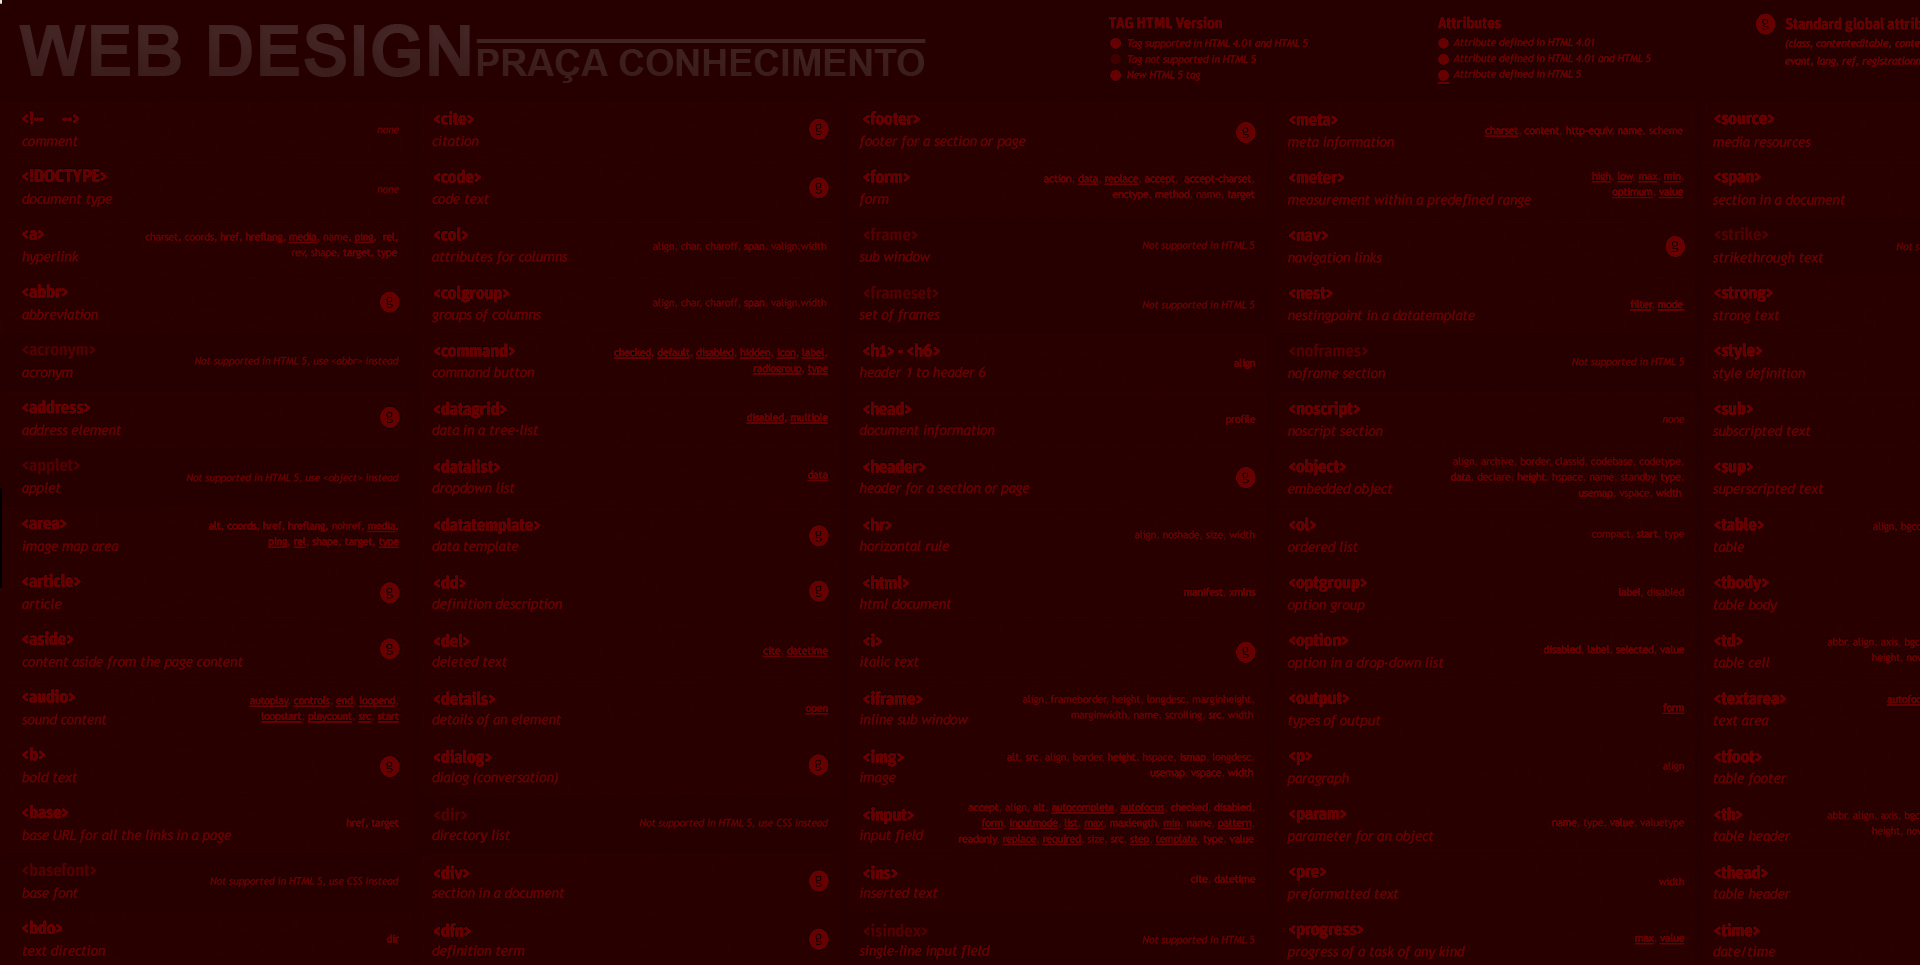 WEB DESIGN PRAÇA CONHECIMENTO
TAG HTML Version
Tag supported in HTML 4.01 and HTML 5
Tag not supported in HTML 5
New HTML 5 tag
Attributes
Attribute defined in HTML 4.01
Attribute defined in HTML 4.01 and HTML 5
Attribute defined in HTML 5
g Standard global attrib
(class, contenteditable, conte
event, lang, ref, registrationm
<!-- -->
none
comment
<!DOCTYPE>
none
document type
<a>
charset, coords, href, hreflang, media, name, ping, rel,
rev, shape, target, type
hyperlink
<abbr>
g
abbreviation
<acronym>
Not supported in HTML 5, use <abbr> instead
acronym
<address>
g
address element
<applet>
Not supported in HTML 5, use <object> instead
applet
<area>
alt, coords, href, hreflang, nohref, media,
ping, rel, shape, target, type
image map area
<article>
g
article
<aside>
g
content aside from the page content
<audio>
autoplay, controls, end, loopend,
loopstart, playcount, src, start
sound content
<b>
g
bold text
<base>
href, target
base URL for all the links in a page
<basefont>
Not supported in HTML 5, use CSS instead
base font
<bdo>
dir
text direction
<cite>
g
citation
<code>
g
code text
<col>
align, char, charoff, span, valign,width
attributes for columns
<colgroup>
align, char, charoff, span, valign,width
groups of columns
<command>
checked, default, disabled, hidden, icon, label,
radiogroup, type
command button
<datagrid>
disabled, multiple
data in a tree-list
<datalist>
data
dropdown list
<datatemplate>
g
data template
<dd>
g
definition description
<del>
cite, datetime
deleted text
<details>
open
details of an element
<dialog>
g
dialog (conversation)
<dir>
Not supported in HTML 5, use CSS instead
directory list
<div>
g
section in a document
<dfn>
g
definition term
<footer>
g
footer for a section or page
<form>
action, data, replace, accept, accept-charset,
enctype, method, name, target
form
<frame>
Not supported in HTML 5
sub window
<frameset>
Not supported in HTML 5
set of frames
<h1> - <h6>
align
header 1 to header 6
<head>
profile
document information
<header>
g
header for a section or page
<hr>
align, noshade, size, width
horizontal rule
<html>
manifest, xmlns
html document
<i>
g
italic text
<iframe>
align, frameborder, height, longdesc, marginheight,
marginwidth, name, scrolling, src, width
inline sub window
<img>
alt, src, align, border, height, hspace, ismap, longdesc,
usemap, vspace, width
image
<input>
accept, align, alt, autocomplete, autofocus, checked, disabled,
form, inputmode, list, max, maxlength, min, name, pattern,
readonly, replace, required, size, src, step, template, type, value
input field
<ins>
cite, datetime
inserted text
<isindex>
Not supported in HTML 5
single-line input field
<meta>
charset, content, http-equiv, name, scheme
meta information
<meter>
high, low, max, min,
optimum, value
measurement within a predefined range
<nav>
g
navigation links
<nest>
filter, mode
nestingpoint in a datatemplate
<noframes>
Not supported in HTML 5
noframe section
<noscript>
none
noscript section
<object>
align, archive, border, classid, codebase, codetype,
data, declare, height, hspace, name, standby, type,
usemap, vspace, width
embedded object
<ol>
compact, start, type
ordered list
<optgroup>
label, disabled
option group
<option>
disabled, label, selected, value
option in a drop-down list
<output>
form
types of output
<p>
align
paragraph
<param>
name, type, value, valuetype
parameter for an object
<pre>
width
preformatted text
<progress>
max, value
progress of a task of any kind
<source>
media resources
<span>
section in a document
<strike>
Not s
strikethrough text
<strong>
strong text
<style>
style definition
<sub>
subscripted text
<sup>
superscripted text
<table>
align, bgco
table
<tbody>
table body
<td>
abbr, align, axis, bgc
height, no
table cell
<textarea>
autofoc
text area
<tfoot>
table footer
<th>
abbr, align, axis, bgc
height, no
table header
<thead>
table header
<time>
date/time